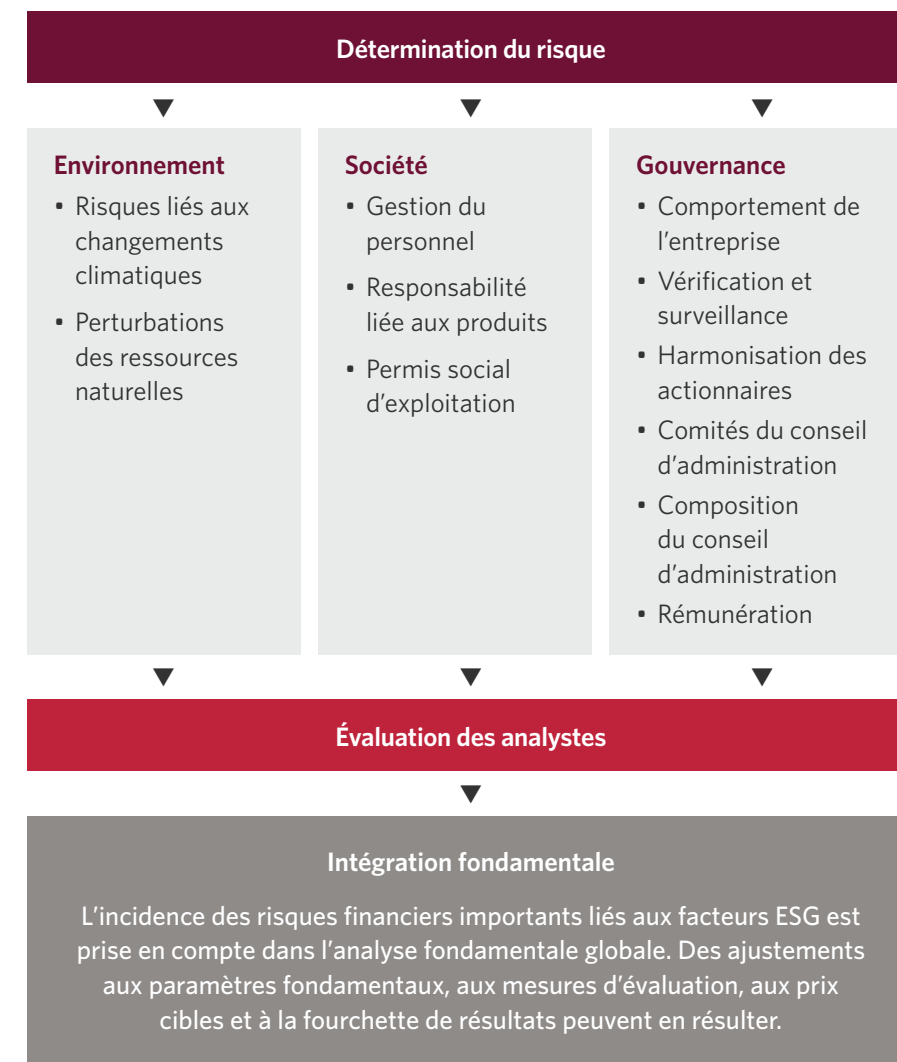 Détermination du risque
Environnement
• Risques liés aux
changements
climatiques
• Perturbations
des ressources
naturelles
Société
• Gestion du
personnel
• Responsabilité
liée aux produits
• Permis social
d’exploitation
Gouvernance
• Comportement de
l’entreprise
• Vérification et
surveillance
• Harmonisation des
actionnaires
• Comités du conseil
d’administration
• Composition
du conseil
d’administration
• Rémunération
Évaluation des analystes
Intégration fondamentale
L’incidence des risques financiers importants liés aux facteurs ESG est
prise en compte dans l’analyse fondamentale globale. Des ajustements
aux paramètres fondamentaux, aux mesures d’évaluation, aux prix
cibles et à la fourchette de résultats peuvent en résulter.